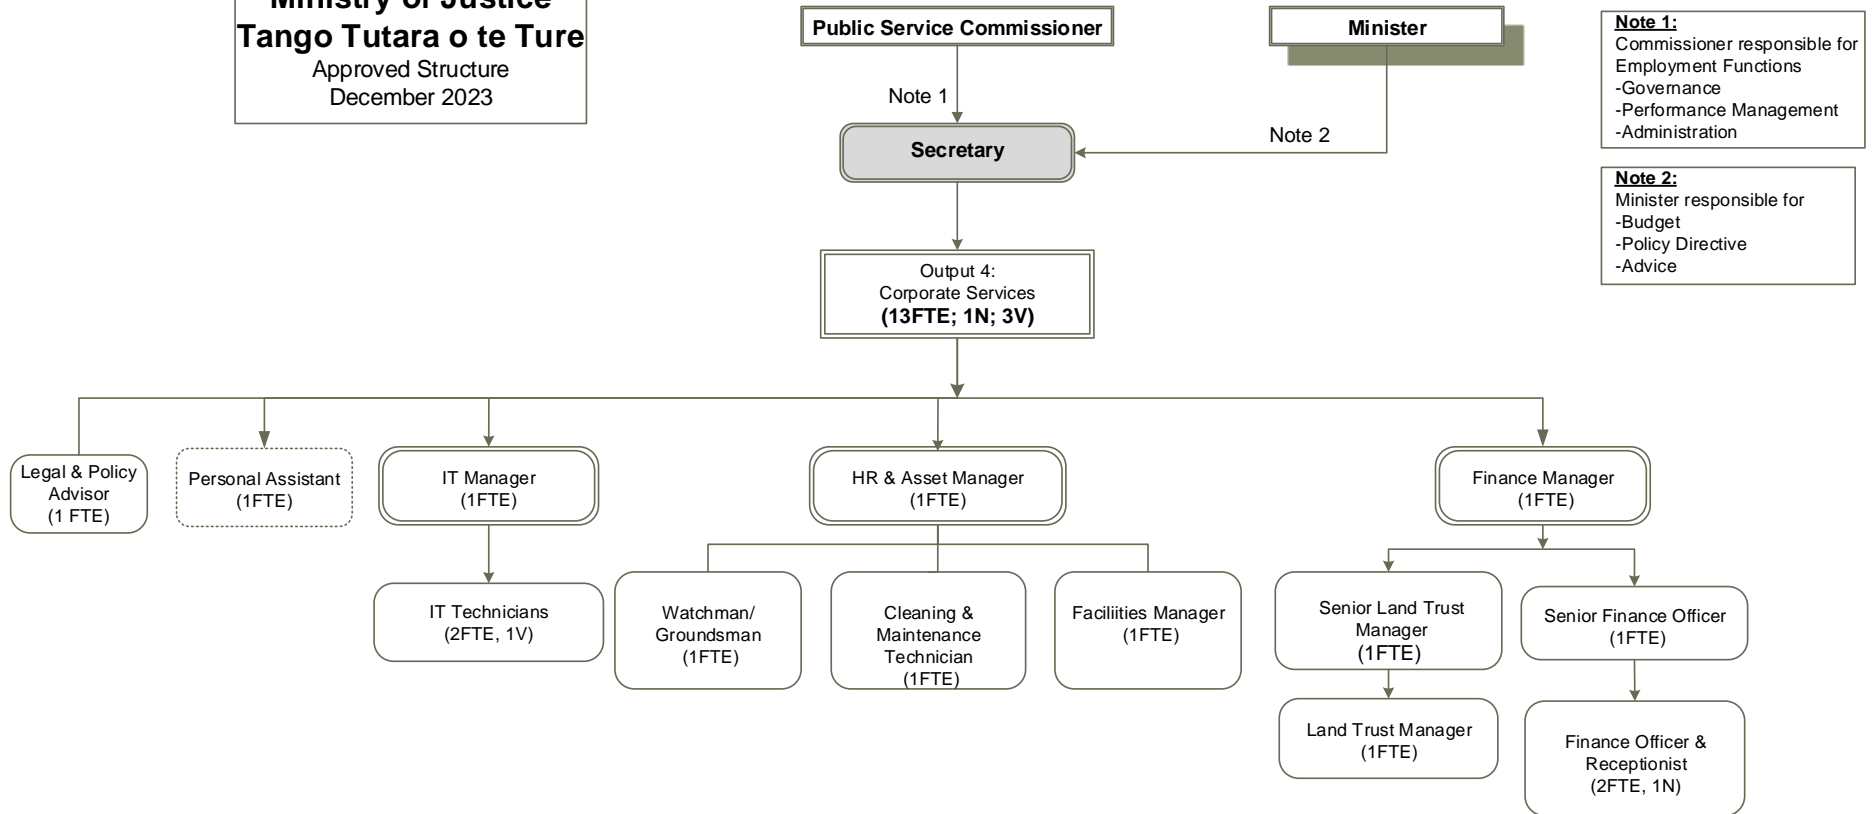 Ministry of Justice
Tango Tutara o te Ture
Approved Structure
December 2023
Public Service Commissioner
Minister
Note 1:
Commissioner responsible for
Employment Functions
-Governance
-Performance Management
-Administration
Note 1
Note 2
Secretary
Note 2:
Minister responsible for
-Budget
-Policy Directive
-Advice
Output 4:
Corporate Services
(13FTE; 1N; 3V)
Legal & Policy
Advisor
(1 FTE)
Personal Assistant
(1FTE)
IT Manager
(1FTE)
HR & Asset Manager
(1FTE)
Finance Manager
(1FTE)
IT Technicians
(2FTE, 1V)
Watchman/
Groundsman
(1FTE)
Cleaning &
Maintenance
Technician
(1FTE)
Faciliities Manager
(1FTE)
Senior Land Trust
Manager
(1FTE)
Senior Finance Officer
(1FTE)
Land Trust Manager
(1FTE)
Finance Officer &
Receptionist
(2FTE, 1N)